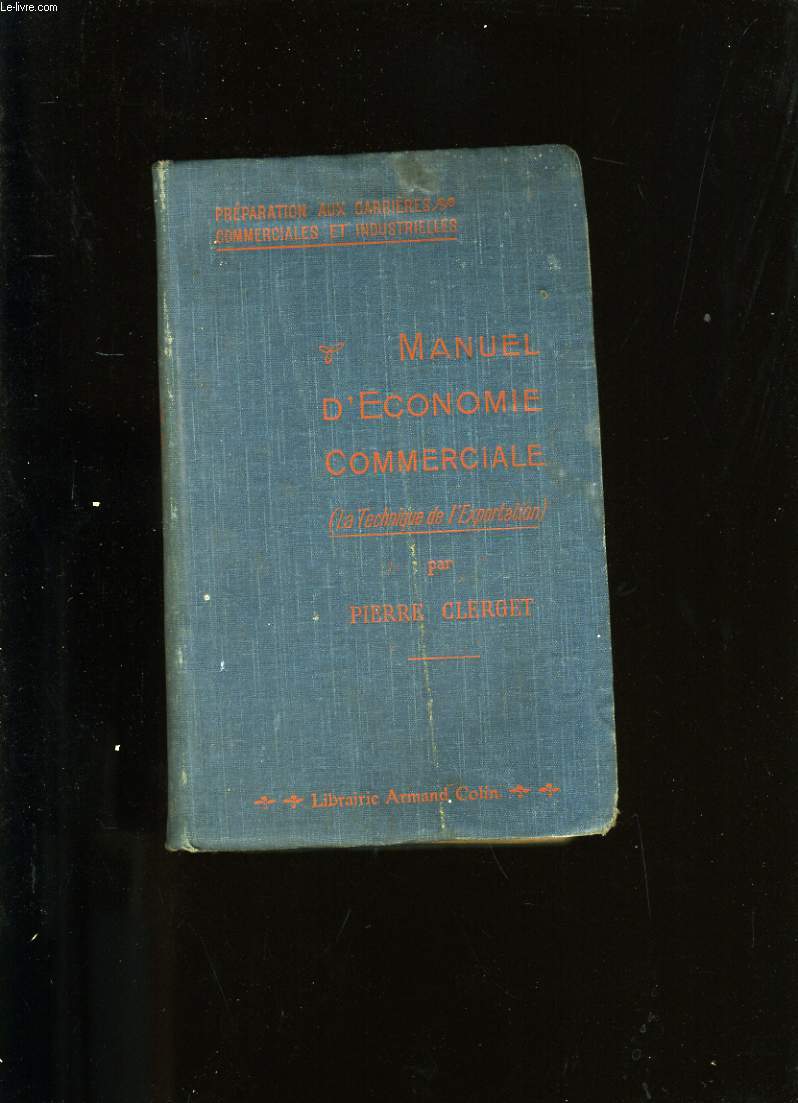 Le-livre.com
PRÉPARATION AUX CARRIÈRES
COMMERCIALES ET INDUSTRIELLES
MANUEL
D'ECONOMIE
COMMERCIALE
(La Technique de l'Exportation)
par
PIERRE CLERGET
Librairie Armand Colin.